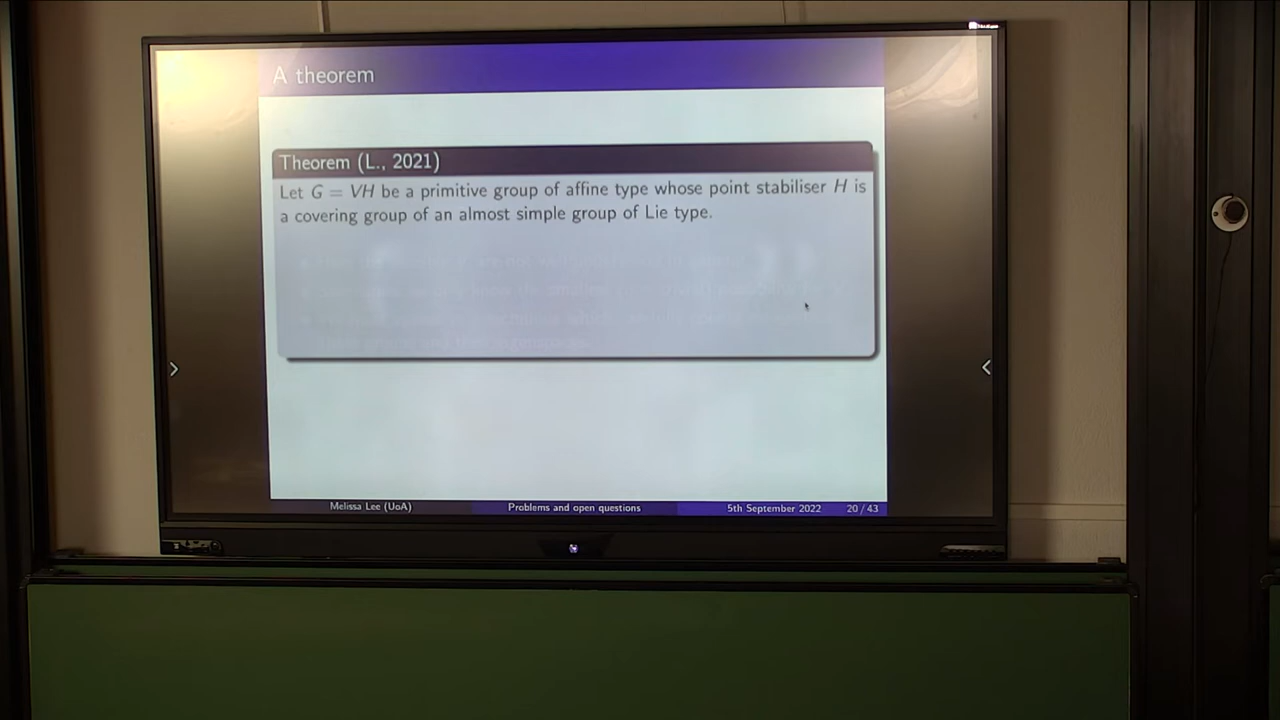 A theorem
Theorem (L., 2021)
Let G = VH be a primitive group of affine type whose point stabiliser H is
a covering group of an almost simple group of Lie type.
Melissa Lee (UoA) Problems and open questions 5th September 2022 20 / 43